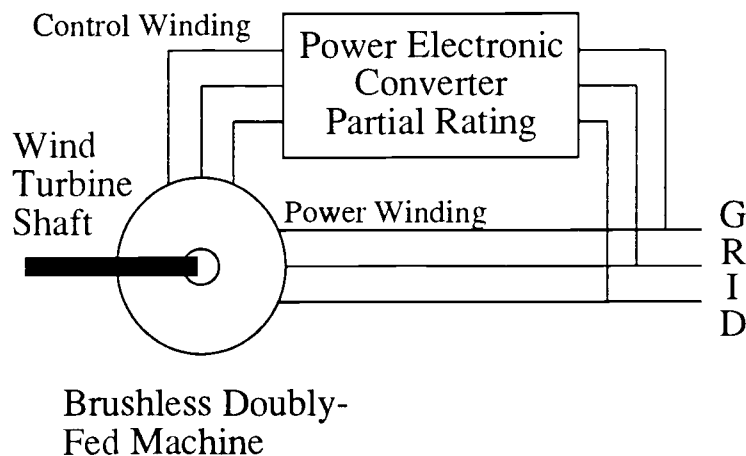 Control Winding
Power Electronic
Converter
Partial Rating
Wind
Turbine
Shaft
Power Winding
G
R
I
D
Brushless Doubly-
Fed Machine